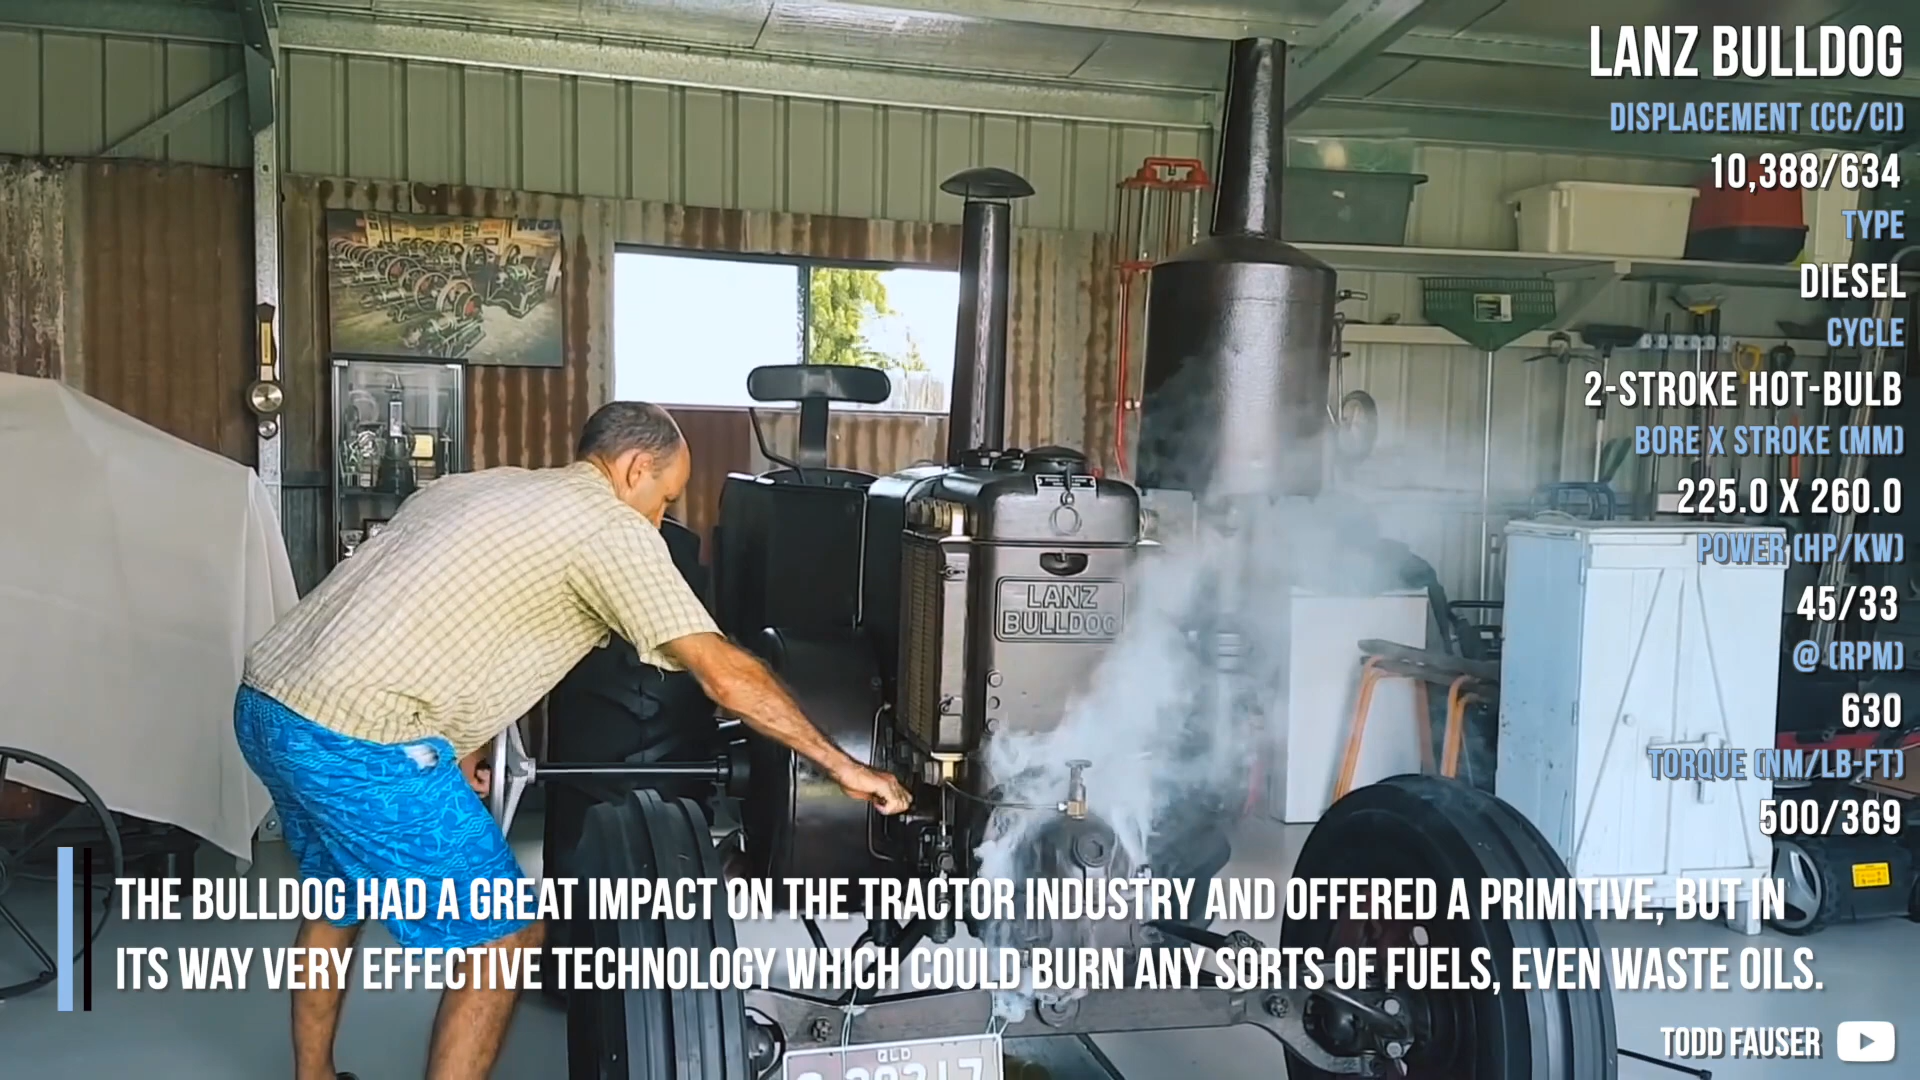 LANZ BULLDOG
DISPLACEMENT (CC/CI)
10,388/634
TYPE
DIESEL
CYCLE
2-STROKE HOT-BULB
BORE X STROKE (MM)
225.0 X 260.0
POWER (HP/KW)
45/33
@ (RPM)
630
TORQUE (NM/LB-FT)
500/369
LANZ
BULLDOG
THE BULLDOG HAD A GREAT IMPACT ON THE TRACTOR INDUSTRY AND OFFERED A PRIMITIVE, BUT IN
ITS WAY VERY EFFECTIVE TECHNOLOGY WHICH COULD BURN ANY SORTS OF FUELS, EVEN WASTE OILS.
TODD FAUSER
QLD